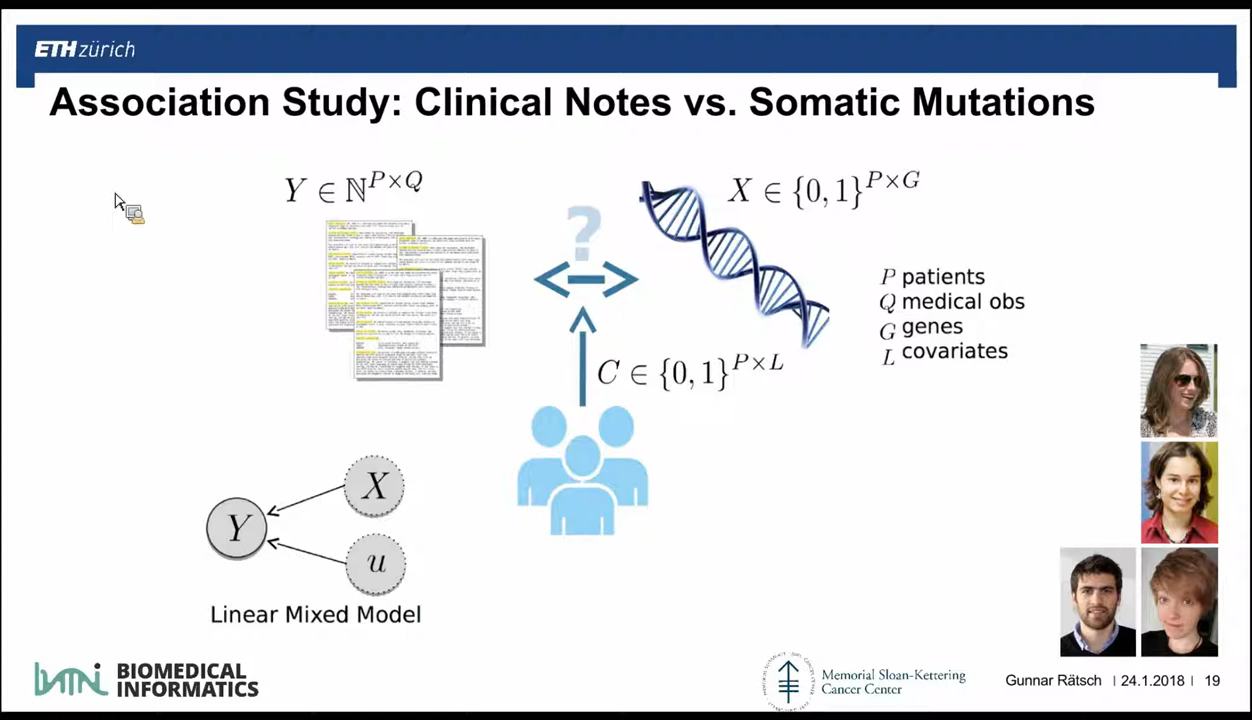 ETH zürich
Association Study: Clinical Notes vs. Somatic Mutations
Y ∈ ℕ^{P×Q}
?
X ∈ {0, 1}^{P×G}
P patients
Q medical obs
G genes
L covariates
C ∈ {0, 1}^{P×L}
X
Y
u
Linear Mixed Model
BIOMEDICAL
INFORMATICS
Memorial Sloan-Kettering
Cancer Center
Gunnar Rätsch | 24.1.2018 | 19